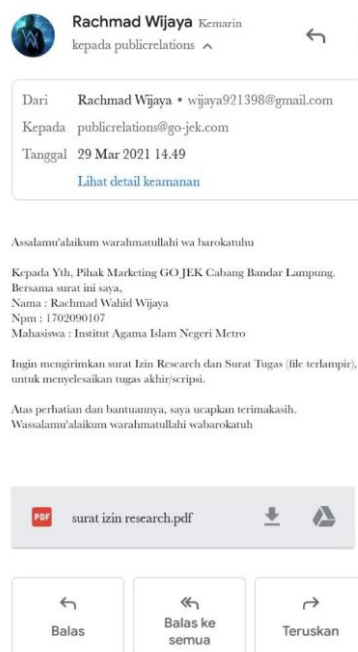 Rachmad Wijaya Kemarin
kepada publicrelations
Dari Rachmad Wijaya • wijaya921398@gmail.com
Kepada publicrelations@go-jek.com
Tanggal 29 Mar 2021 14.49
Lihat detail keamanan
Assalamu'alaikum warahmatullahi wa barokatuhu
Kepada Yth, Pihak Marketing GO JEK Cabang Bandar Lampung.
Bersama surat ini saya,
Nama : Rachmad Wahid Wijaya
Npm : 1702090107
Mahasiswa : Institut Agama Islam Negeri Metro
Ingin mengirimkan surat Izin Research dan Surat Tugas (file terlampir),
untuk menyelesaikan tugas akhir/scripsi.
Atas perhatian dan bantuannya, saya ucapkan terimakasih.
Wassalamu'alaikum warahmatullahi wabarokatuh
PDF surat izin research.pdf
Balas
Balas ke
semua
Teruskan